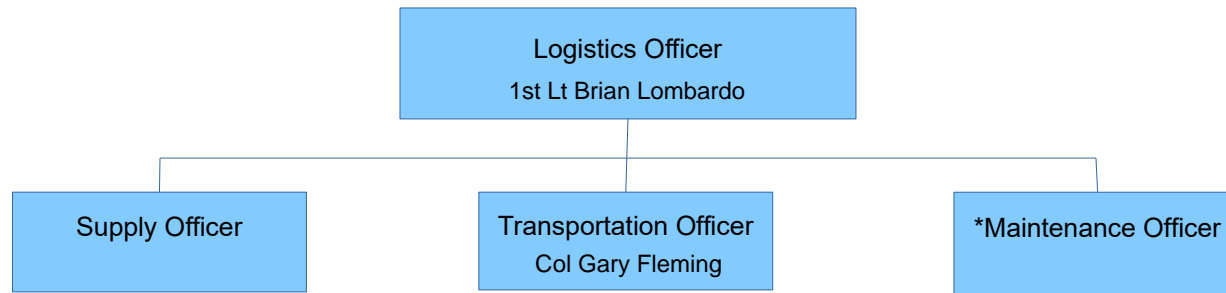 Logistics Officer
1st Lt Brian Lombardo
Supply Officer
Transportation Officer
Col Gary Fleming
*Maintenance Officer